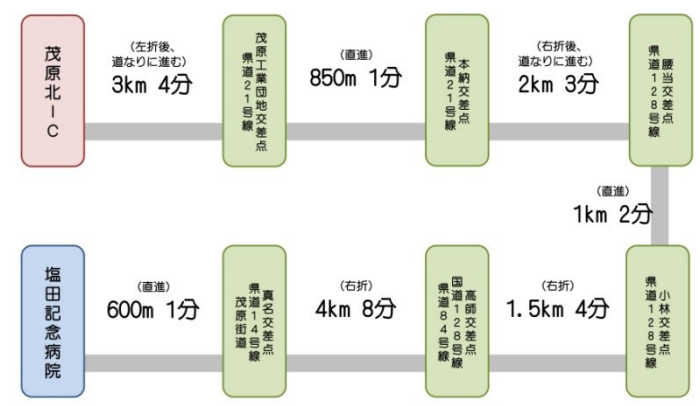 茂原北IC
(左折後、
道なりに進む)
3km 4分
茂原工業団地交差点
県道21号線
(直進)
850m 1分
本納交差点
県道21号線
(右折後、
道なりに進む)
2km 3分
腰当交差点
県道128号線
(直進)
1km 2分
小林交差点
県道128号線
(右折)
1.5km 4分
高師交差点
国道128号線
県道84号線
(右折)
4km 8分
真名交差点
県道14号線
茂原街道
(直進)
600m 1分
塩田記念病院